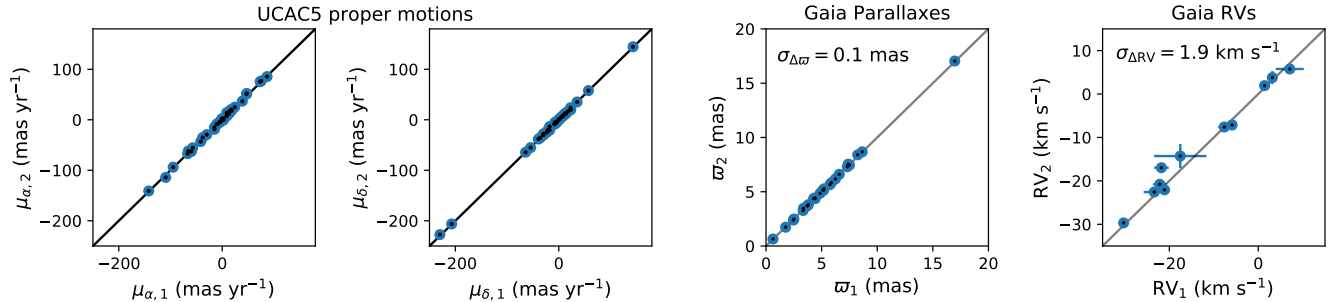 UCAC5 proper motions
Gaia Parallaxes
Gaia RVs
μα,2 (mas yr⁻¹)
100
0
−100
−200
−200
0
μα,1 (mas yr⁻¹)
μδ,2 (mas yr⁻¹)
100
0
−100
−200
−200
0
μδ,1 (mas yr⁻¹)
σΔϖ = 0.1 mas
ϖ2 (mas)
20
15
10
5
0
0
5
10
15
20
ϖ1 (mas)
σΔRV = 1.9 km s⁻¹
RV2 (km s⁻¹)
10
0
−10
−20
−30
−20
0
RV1 (km s⁻¹)